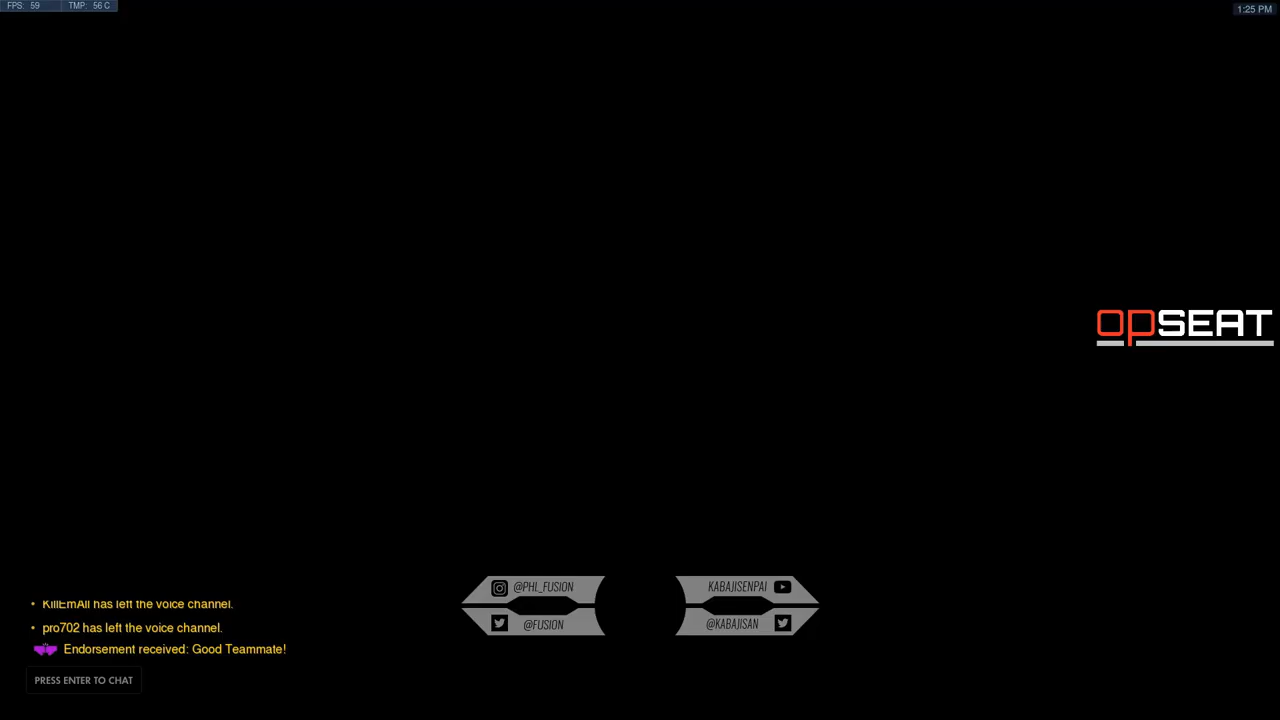 FPS: 59 TMP: 56 C
1:25 PM
opSEAT
@PHI_FUSION
KABAJISENPAI
@FUSION
@KABAJISAN
• KillEmAll has left the voice channel.
• pro702 has left the voice channel.
Endorsement received: Good Teammate!
PRESS ENTER TO CHAT